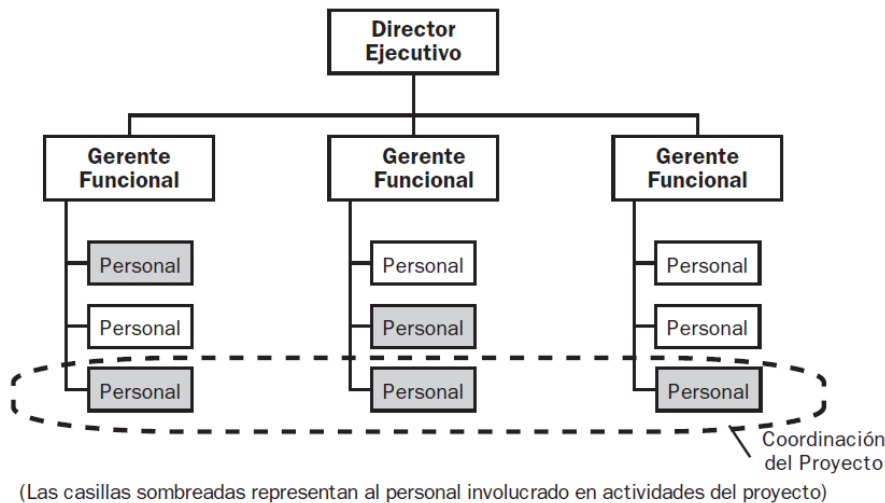 Director
Ejecutivo
Gerente
Funcional
Gerente
Funcional
Gerente
Funcional
Personal
Personal
Personal
Personal
Personal
Personal
Personal
Personal
Personal
Coordinación
del Proyecto
(Las casillas sombreadas representan al personal involucrado en actividades del proyecto)